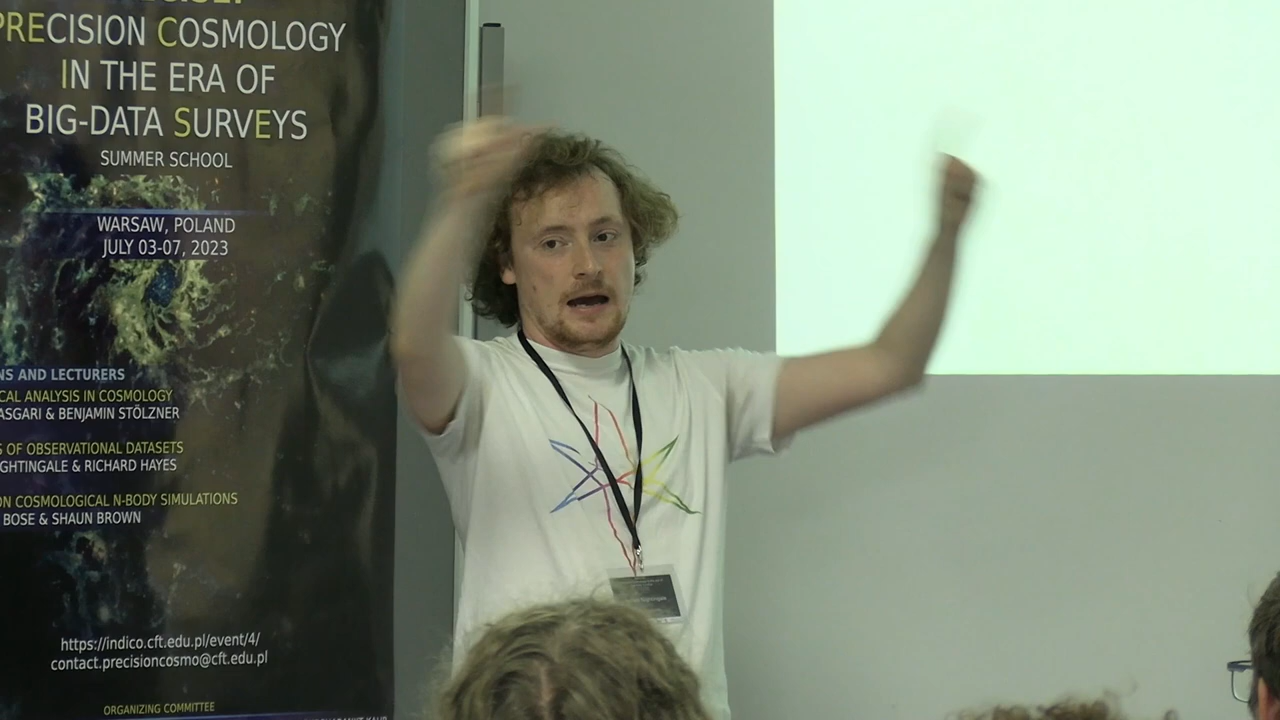 PRECISION COSMOLOGY
IN THE ERA OF
BIG-DATA SURVEYS
SUMMER SCHOOL
WARSAW, POLAND
JULY 03-07, 2023
NS AND LECTURERS
CAL ANALYSIS IN COSMOLOGY
ASGARI & BENJAMIN STÖLZNER
S OF OBSERVATIONAL DATASETS
IGHTINGALE & RICHARD HAYES
ON COSMOLOGICAL N-BODY SIMULATIONS
BOSE & SHAUN BROWN
https://indico.cft.edu.pl/event/4/
contact.precisioncosmo@cft.edu.pl
ORGANIZING COMMITTEE